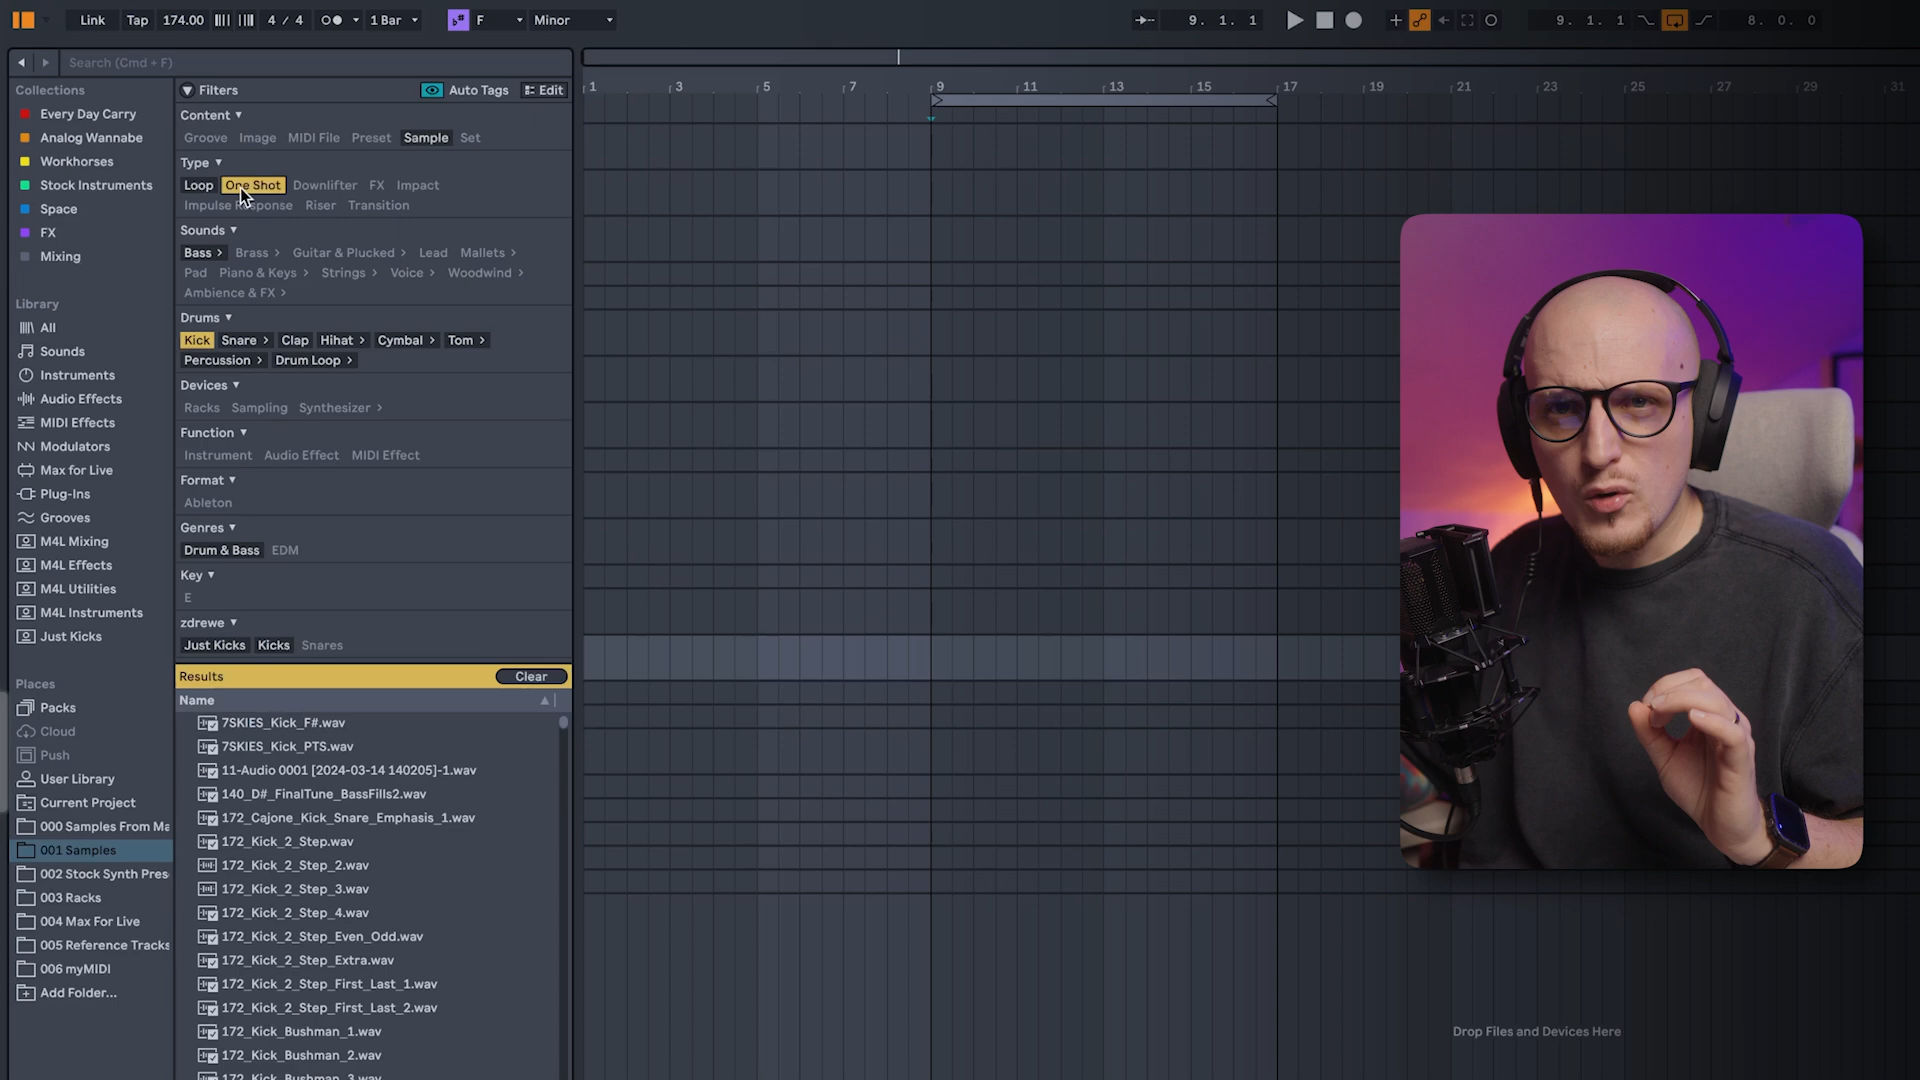 Link Tap 174.00 4 / 4 1 Bar F Minor 9. 1. 1 9. 1. 1 8. 0. 0
Search (Cmd + F)
Collections
Every Day Carry
Analog Wannabe
Workhorses
Stock Instruments
Space
FX
Mixing
Library
All
Sounds
Instruments
Audio Effects
MIDI Effects
Modulators
Max for Live
Plug-Ins
Grooves
M4L Mixing
M4L Effects
M4L Utilities
M4L Instruments
Just Kicks
Places
Packs
Cloud
Push
User Library
Current Project
000 Samples From Ma
001 Samples
002 Stock Synth Pres
003 Racks
004 Max For Live
005 Reference Tracks
006 myMIDI
Add Folder...
Filters Auto Tags Edit
Content
Groove Image MIDI File Preset Sample Set
Type
Loop One Shot Downlifter FX Impact
Impulse Response Riser Transition
Sounds
Bass > Brass > Guitar & Plucked > Lead Mallets >
Pad Piano & Keys > Strings > Voice > Woodwind >
Ambience & FX >
Drums
Kick Snare > Clap Hihat > Cymbal > Tom >
Percussion > Drum Loop >
Devices
Racks Sampling Synthesizer >
Function
Instrument Audio Effect MIDI Effect
Format
Ableton
Genres
Drum & Bass EDM
Key
E
zdrewe
Just Kicks Kicks Snares
Results Clear
Name
7SKIES_Kick_F#.wav
7SKIES_Kick_PTS.wav
11-Audio 0001 [2024-03-14 140205]-1.wav
140_D#_FinalTune_BassFills2.wav
172_Cajone_Kick_Snare_Emphasis_1.wav
172_Kick_2_Step.wav
172_Kick_2_Step_2.wav
172_Kick_2_Step_3.wav
172_Kick_2_Step_4.wav
172_Kick_2_Step_Even_Odd.wav
172_Kick_2_Step_Extra.wav
172_Kick_2_Step_First_Last_1.wav
172_Kick_2_Step_First_Last_2.wav
172_Kick_Bushman_1.wav
172_Kick_Bushman_2.wav
172_Kick_Bushman_3.wav
1 3 5 7 9 11 13 15 17 19 21 23 25 27 29 31
Drop Files and Devices Here